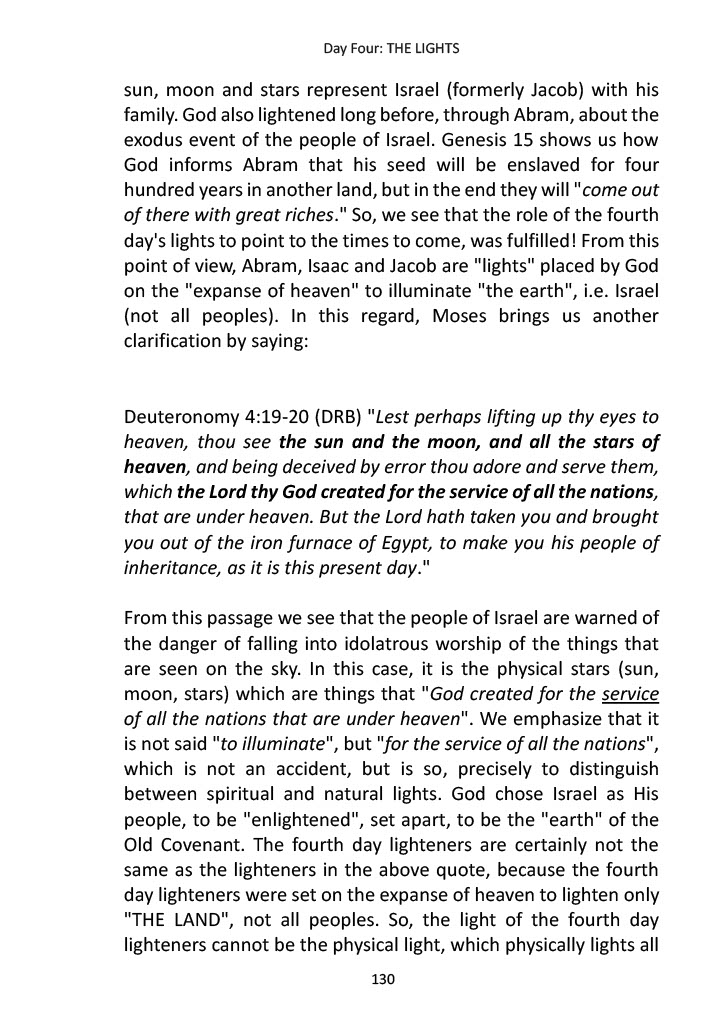 Day Four: THE LIGHTS
sun, moon and stars represent Israel (formerly Jacob) with his
family. God also lightened long before, through Abram, about the
exodus event of the people of Israel. Genesis 15 shows us how
God informs Abram that his seed will be enslaved for four
hundred years in another land, but in the end they will "come out
of there with great riches." So, we see that the role of the fourth
day's lights to point to the times to come, was fulfilled! From this
point of view, Abram, Isaac and Jacob are "lights" placed by God
on the "expanse of heaven" to illuminate "the earth", i.e. Israel
(not all peoples). In this regard, Moses brings us another
clarification by saying:
Deuteronomy 4:19-20 (DRB) "Lest perhaps lifting up thy eyes to
heaven, thou see the sun and the moon, and all the stars of
heaven, and being deceived by error thou adore and serve them,
which the Lord thy God created for the service of all the nations,
that are under heaven. But the Lord hath taken you and brought
you out of the iron furnace of Egypt, to make you his people of
inheritance, as it is this present day."
From this passage we see that the people of Israel are warned of
the danger of falling into idolatrous worship of the things that
are seen on the sky. In this case, it is the physical stars (sun,
moon, stars) which are things that "God created for the service
of all the nations that are under heaven". We emphasize that it
is not said "to illuminate", but "for the service of all the nations",
which is not an accident, but is so, precisely to distinguish
between spiritual and natural lights. God chose Israel as His
people, to be "enlightened", set apart, to be the "earth" of the
Old Covenant. The fourth day lighteners are certainly not the
same as the lighteners in the above quote, because the fourth
day lighteners were set on the expanse of heaven to lighten only
"THE LAND", not all peoples. So, the light of the fourth day
lighteners cannot be the physical light, which physically lights all
130